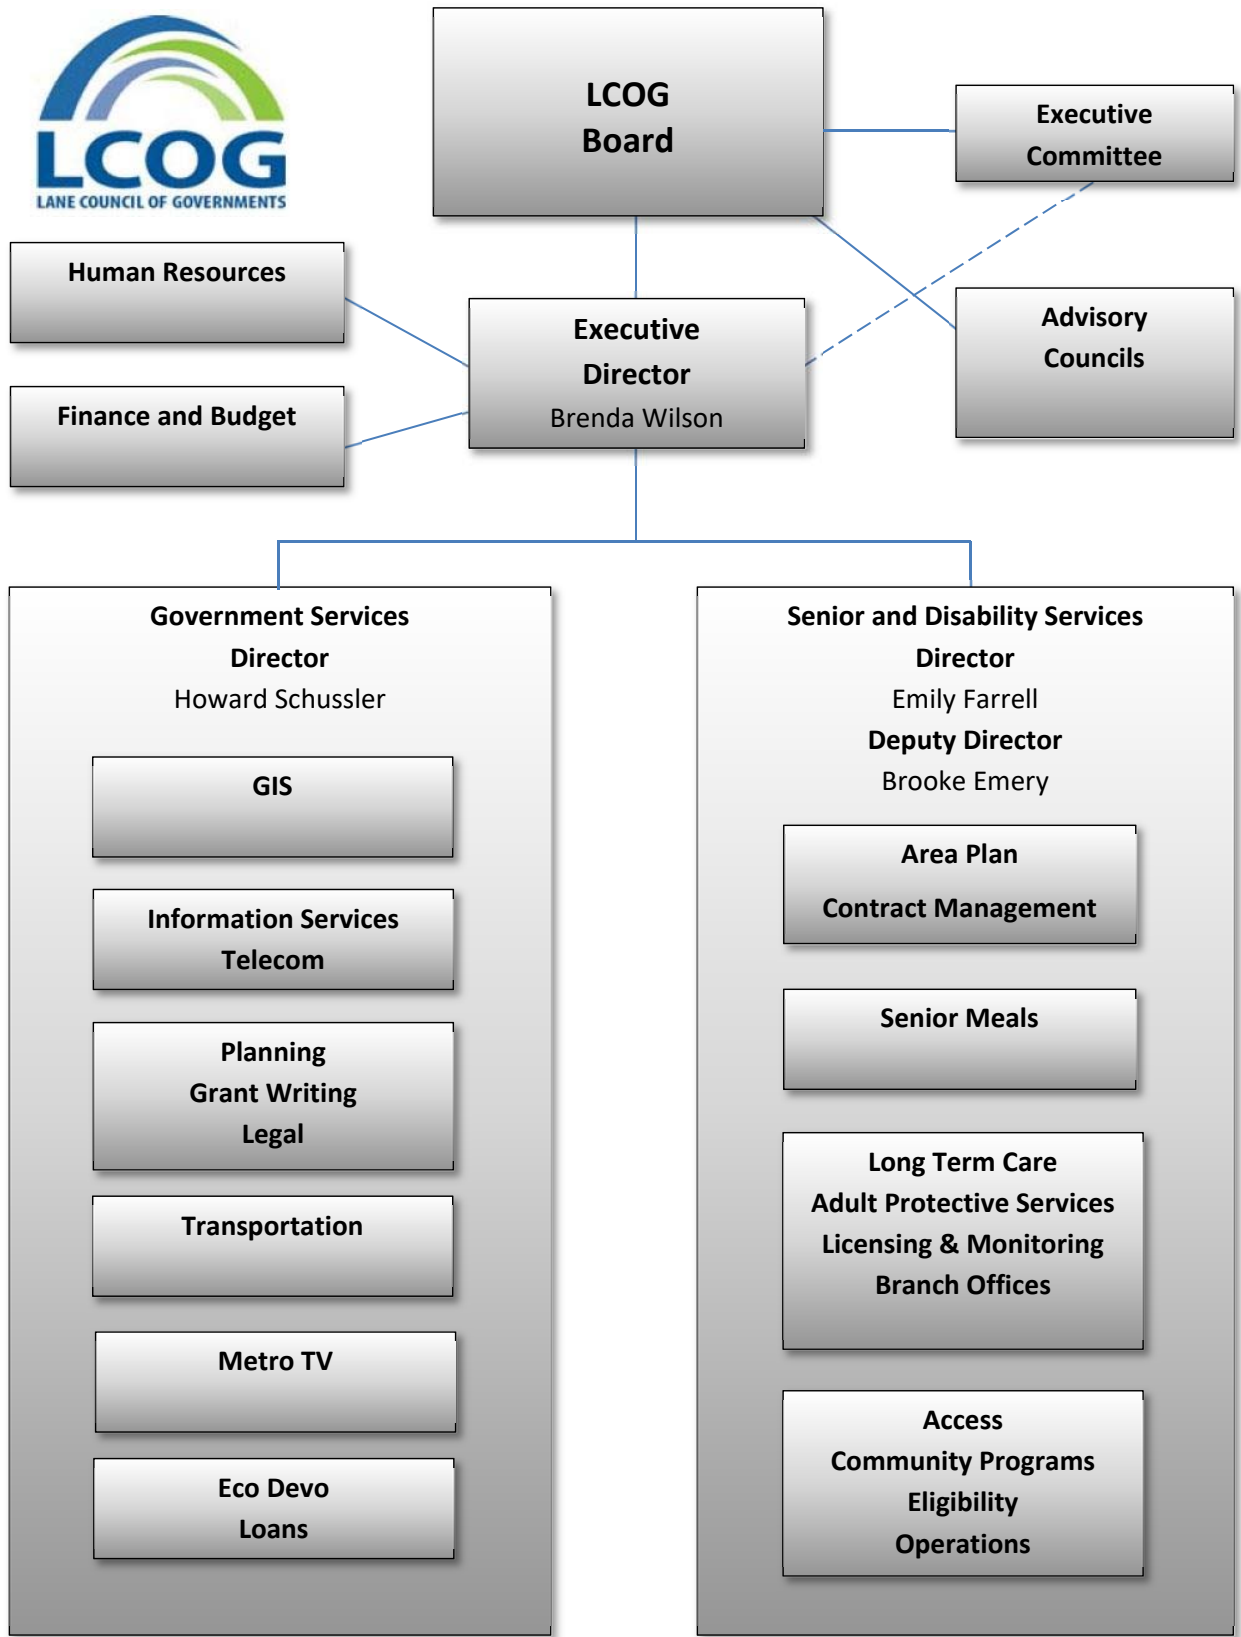 LCOG
LANE COUNCIL OF GOVERNMENTS
LCOG
Board
Executive
Committee
Human Resources
Executive
Director
Brenda Wilson
Advisory
Councils
Finance and Budget
Government Services
Director
Howard Schussler
GIS
Information Services
Telecom
Planning
Grant Writing
Legal
Transportation
Metro TV
Eco Devo
Loans
Senior and Disability Services
Director
Emily Farrell
Deputy Director
Brooke Emery
Area Plan
Contract Management
Senior Meals
Long Term Care
Adult Protective Services
Licensing & Monitoring
Branch Offices
Access
Community Programs
Eligibility
Operations